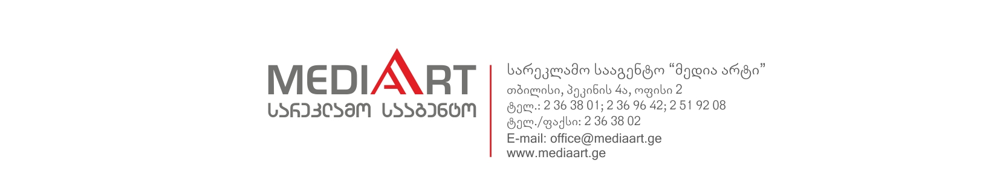 MEDIART
სარეკლამო სააგენტო
სარეკლამო სააგენტო “მედია არტი”
თბილისი, პეკინის 4ა, ოფისი 2
ტელ.: 2 36 38 01; 2 36 96 42; 2 51 92 08
ტელ./ფაქსი: 2 36 38 02
E-mail: office@mediaart.ge
www.mediaart.ge